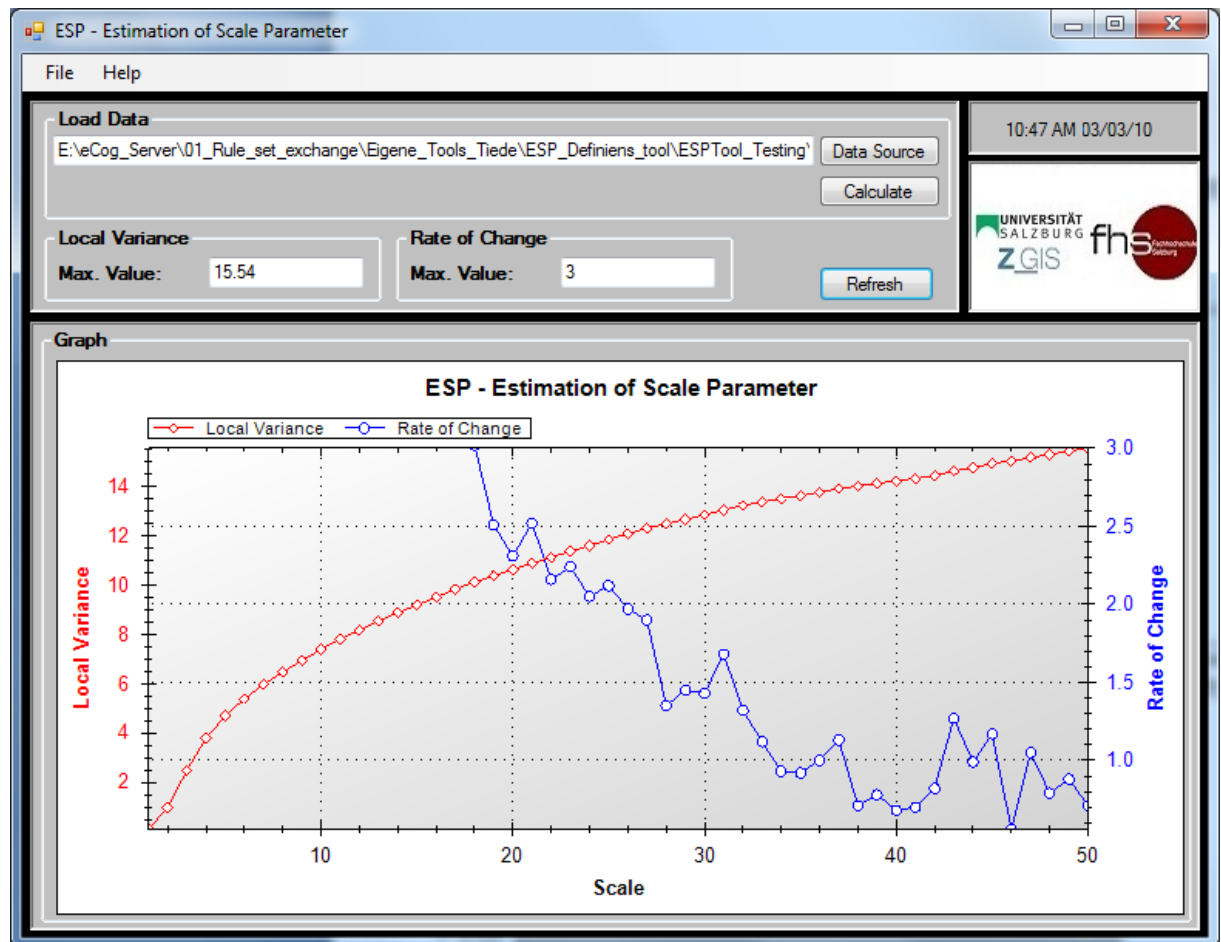 ESP - Estimation of Scale Parameter
File Help
Load Data
E:\eCog_Server\01_Rule_set_exchange\Eigene_Tools_Tiede\ESP_Definiens_tool\ESPTool_Testing\
Data Source
Calculate
Local Variance
Max. Value: 15.54
Rate of Change
Max. Value: 3
Refresh
10:47 AM 03/03/10
UNIVERSITÄT
SALZBURG
Z_GIS
fhs
Fachhochschule
Salzburg
Graph
ESP - Estimation of Scale Parameter
Local Variance Rate of Change
Local Variance
14
12
10
8
6
4
2
3.0
2.5
2.0
1.5
1.0
Rate of Change
10 20 30 40 50
Scale